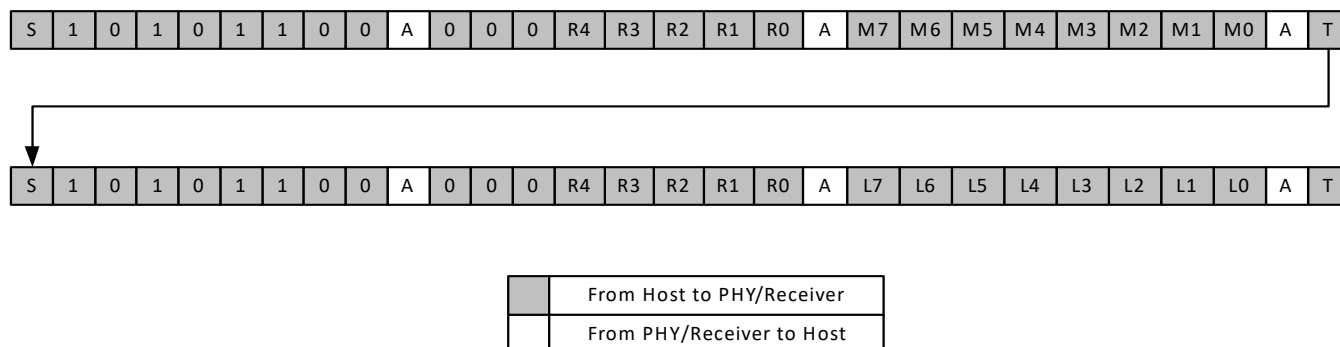 S 1 0 1 0 1 1 0 0 A 0 0 0 R4 R3 R2 R1 R0 A M7 M6 M5 M4 M3 M2 M1 M0 A T
S 1 0 1 0 1 1 0 0 A 0 0 0 R4 R3 R2 R1 R0 A L7 L6 L5 L4 L3 L2 L1 L0 A T
From Host to PHY/Receiver
From PHY/Receiver to Host